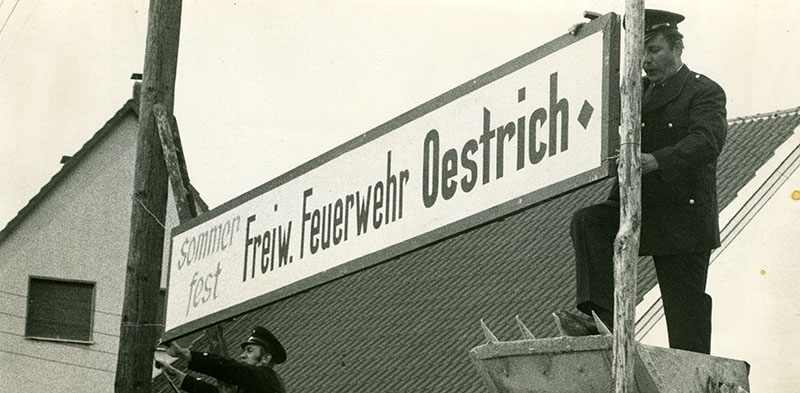 sommer
fest
Freiw. Feuerwehr Oestrich